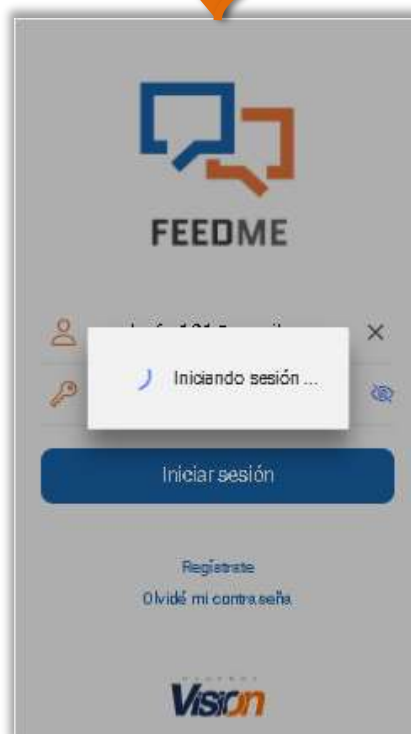 FEEDME
Iniciando sesión ...
Iniciar sesión
Regístrate
Olvidé mi contraseña
Vision